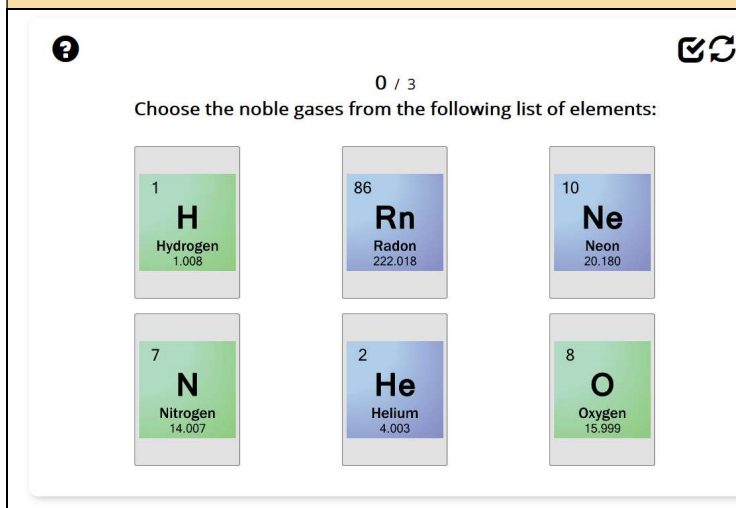 ?
0 / 3
Choose the noble gases from the following list of elements:
1
H
Hydrogen
1.008
86
Rn
Radon
222.018
10
Ne
Neon
20.180
7
N
Nitrogen
14.007
2
He
Helium
4.003
8
O
Oxygen
15.999